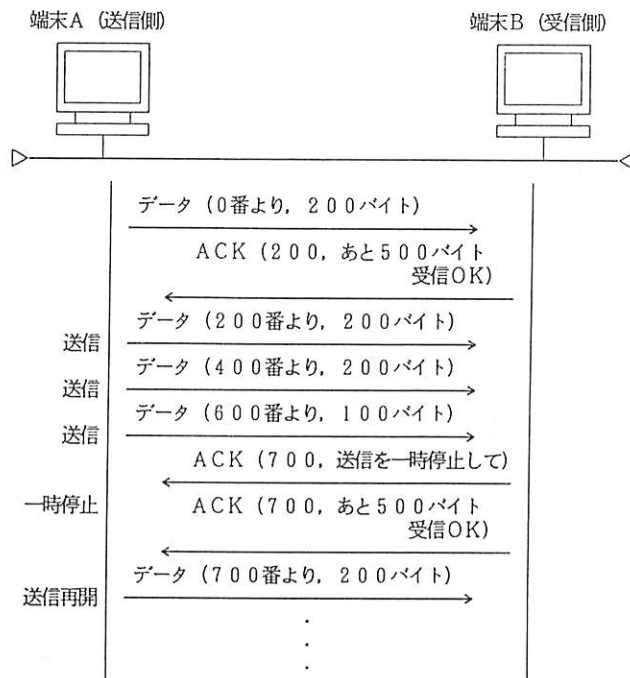 端末A (送信側)
端末B (受信側)
データ (0番より, 200バイト)
ACK (200, あと500バイト
受信OK)
データ (200番より, 200バイト)
送信
データ (400番より, 200バイト)
送信
データ (600番より, 100バイト)
送信
ACK (700, 送信を一時停止して)
一時停止
ACK (700, あと500バイト
受信OK)
データ (700番より, 200バイト)
送信再開